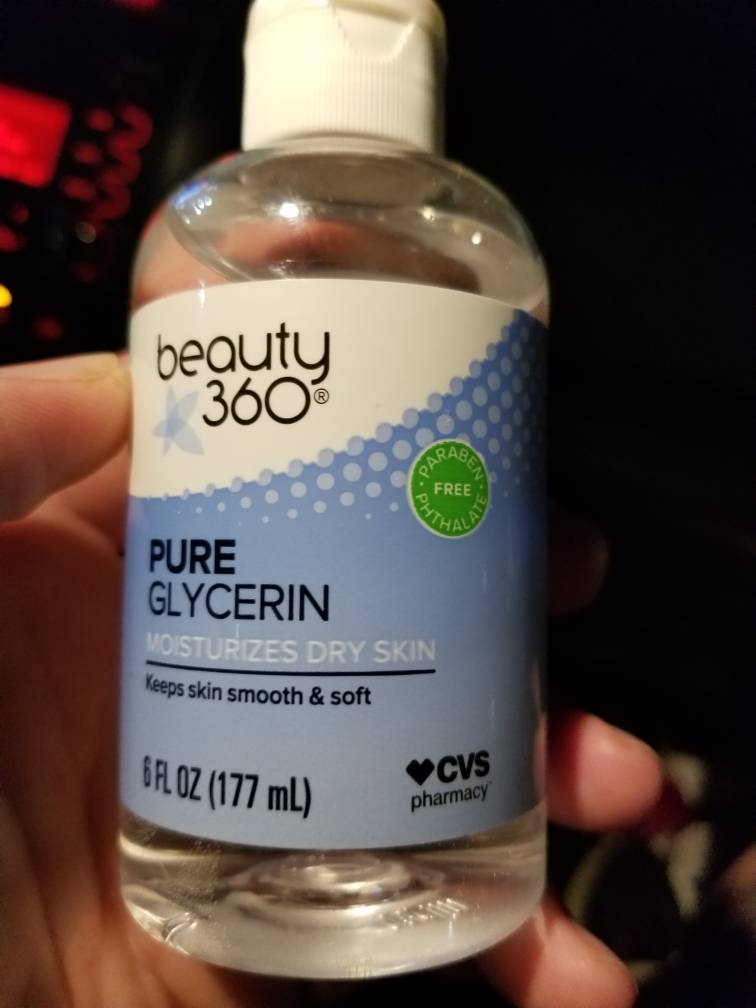 beauty
360®
PARABEN
FREE
PHTHALATE
PURE
GLYCERIN
MOISTURIZES DRY SKIN
Keeps skin smooth & soft
6 FL OZ (177 mL)
CVS
pharmacy™